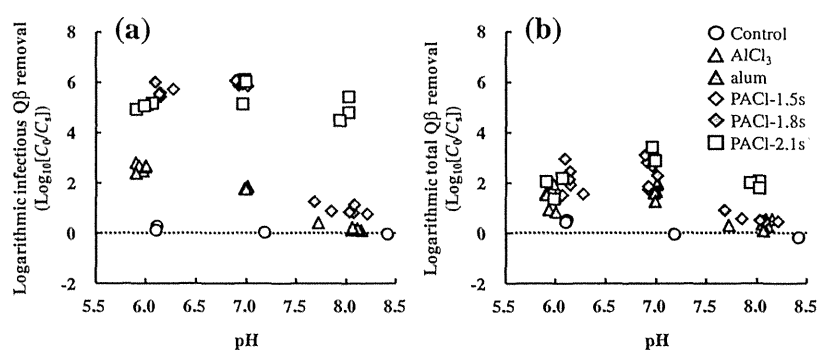 (a)
Logarithmic infectious Qβ removal
(Log₁₀[C₀/Cₛ])
8
6
4
2
0
-2
5.5 6.0 6.5 7.0 7.5 8.0 8.5
pH
(b)
Logarithmic total Qβ removal
(Log₁₀[C₀/Cₛ])
8
6
4
2
0
-2
5.5 6.0 6.5 7.0 7.5 8.0 8.5
pH
Control
AlCl₃
alum
PACl-1.5s
PACl-1.8s
PACl-2.1s